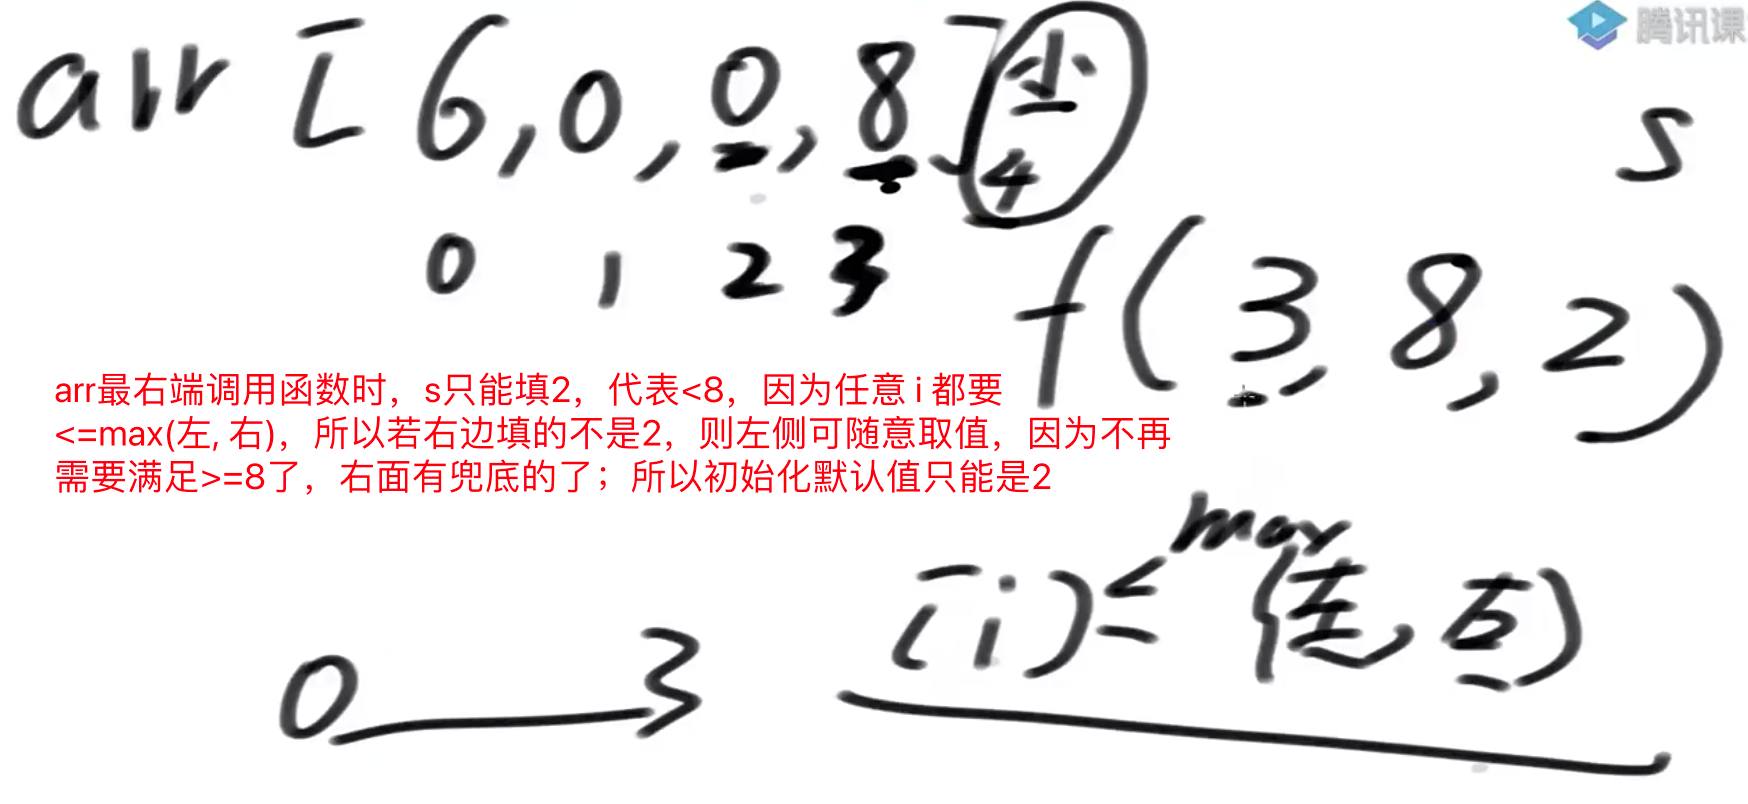 腾讯课
arr [6,0,0,8]小
4
s
0 1 2 3
f(3,8,2)
arr最右端调用函数时，s只能填2，代表<8，因为任意 i 都要
<=max(左, 右)，所以若右边填的不是2，则左侧可随意取值，因为不再
需要满足>=8了，右面有兜底的了；所以初始化默认值只能是2
max
[i]≤(左,右)
0 3